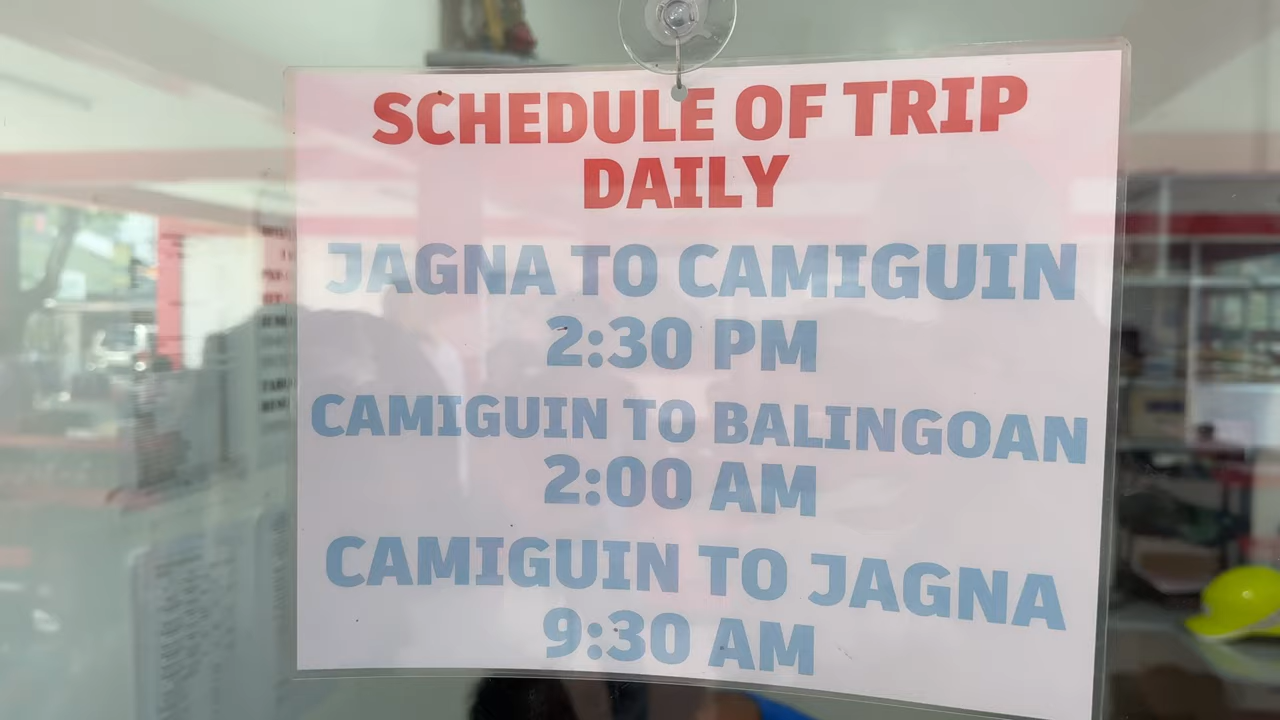 SCHEDULE OF TRIP
DAILY
JAGNA TO CAMIGUIN
2:30 PM
CAMIGUIN TO BALINGOAN
2:00 AM
CAMIGUIN TO JAGNA
9:30 AM